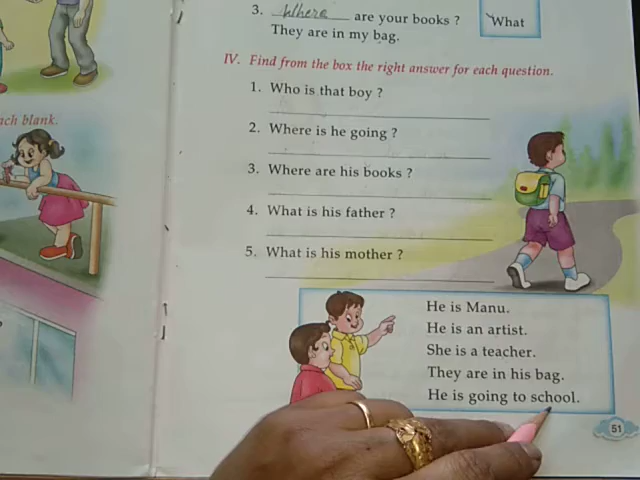 3. Where are your books ?
What
They are in my bag.
IV. Find from the box the right answer for each question.
1. Who is that boy ?
2. Where is he going ?
3. Where are his books ?
4. What is his father ?
5. What is his mother ?
He is Manu.
He is an artist.
She is a teacher.
They are in his bag.
He is going to school.
51
blank.